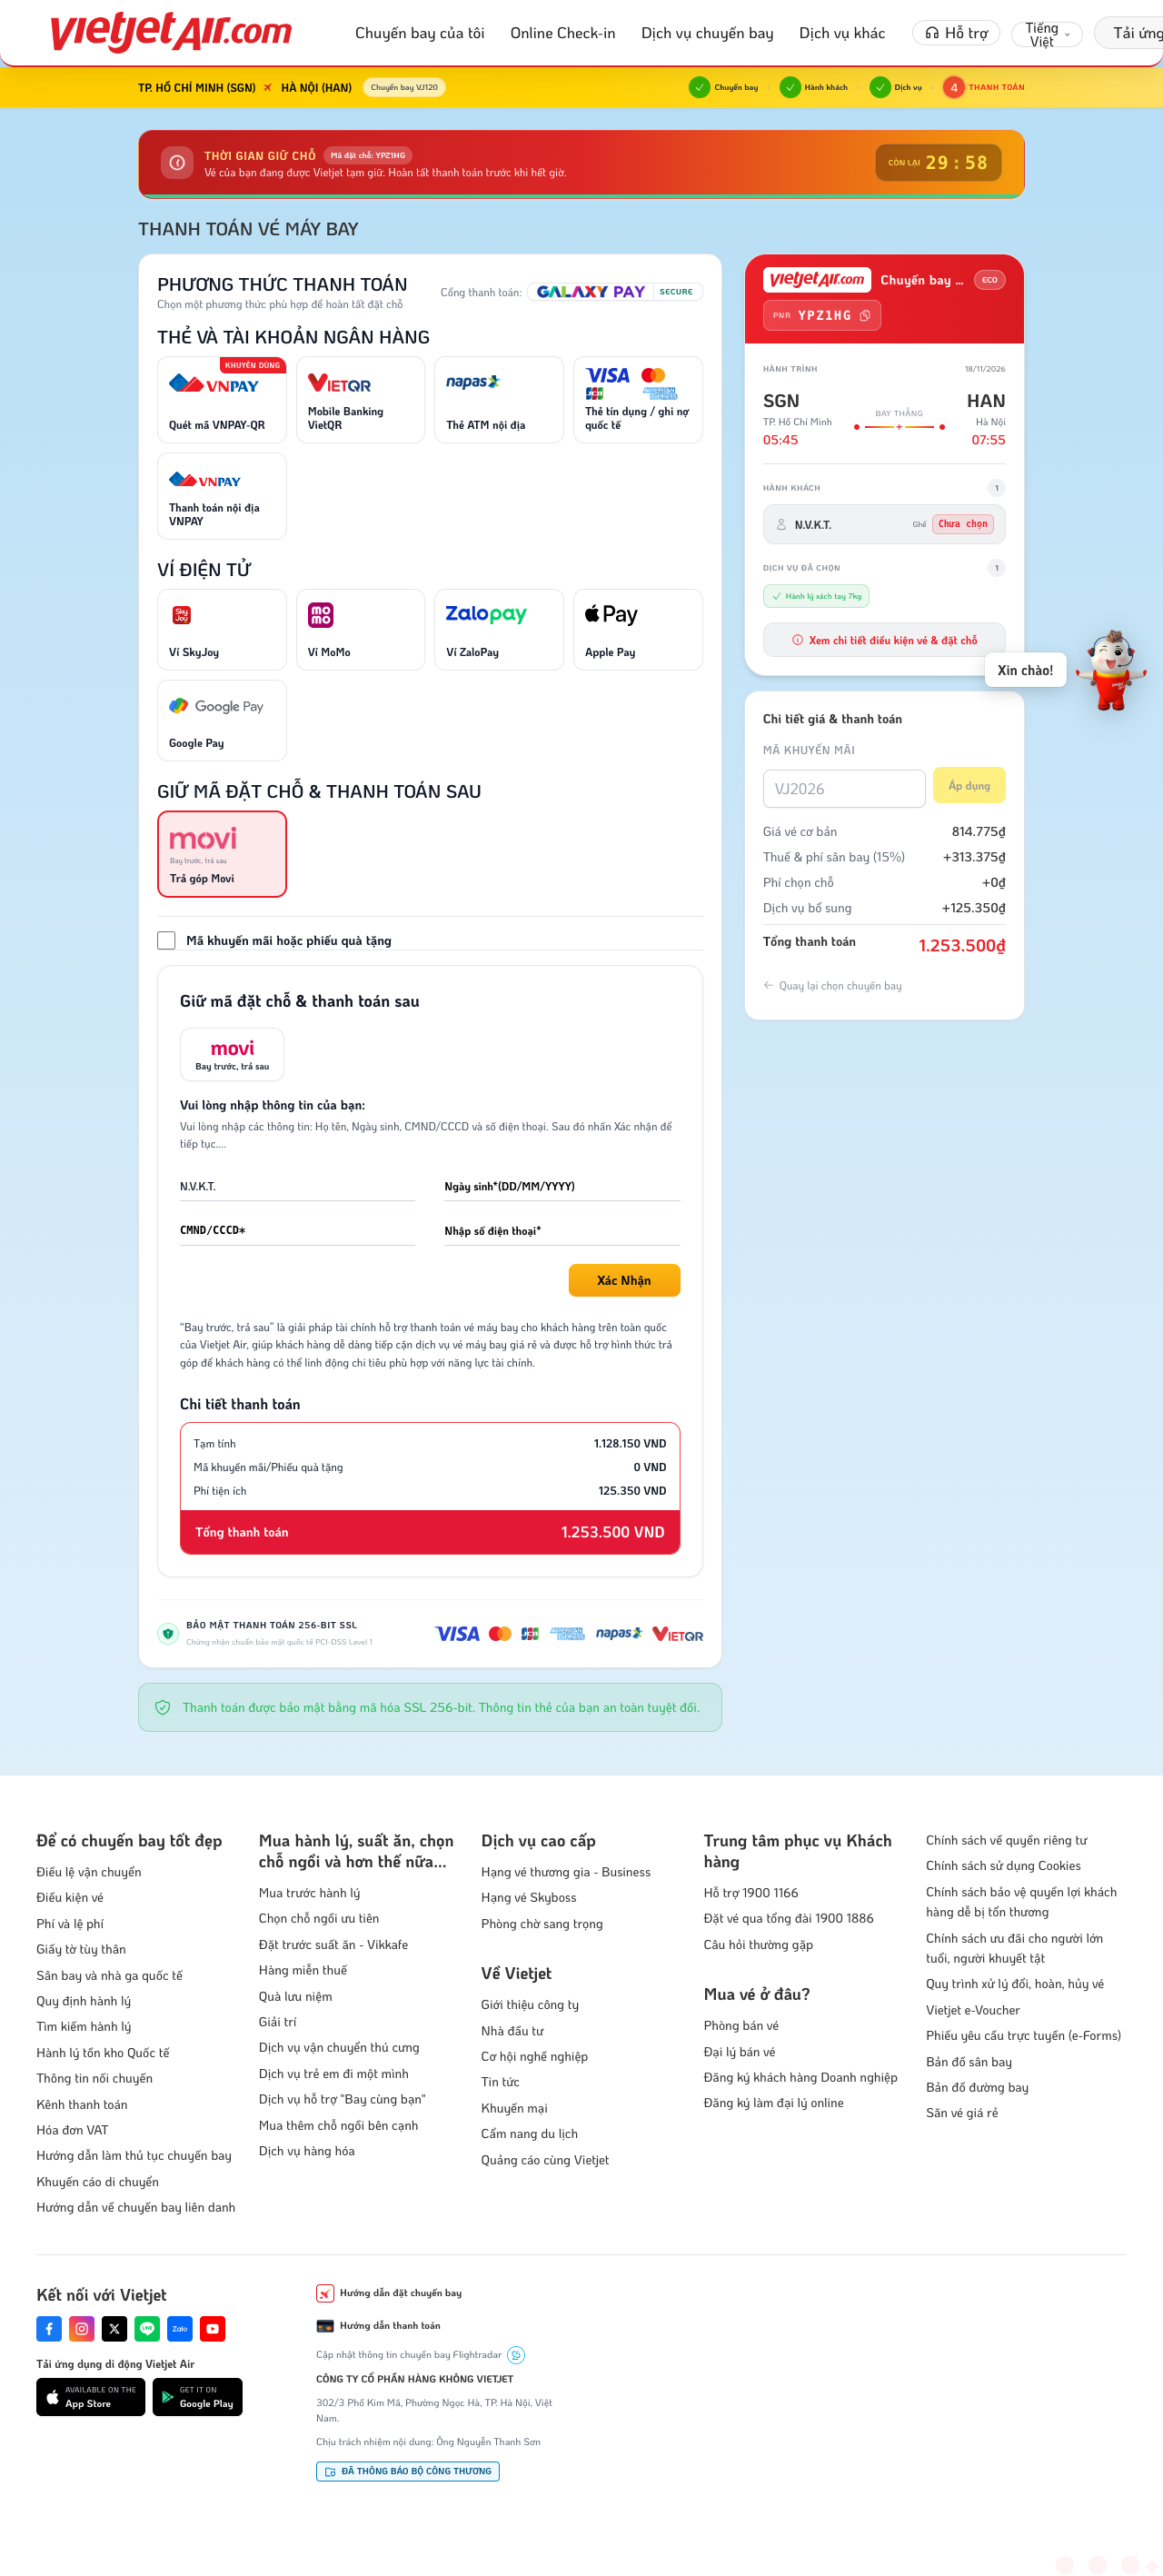 vietjetAir.com
Chuyến bay của tôi
Online Check-in
Dịch vụ chuyến bay
Dịch vụ khác
Hỗ trợ
Tiếng Việt
Tải ứng
TP. HỒ CHÍ MINH (SGN) HÀ NỘI (HAN) Chuyến bay VJ120
Chuyến bay Hành khách Dịch vụ 4 THANH TOÁN
THỜI GIAN GIỮ CHỖ Mã đặt chỗ: YPZ1HG
Vé của bạn đang được Vietjet tạm giữ. Hoàn tất thanh toán trước khi hết giờ.
CÒN LẠI 29:58
THANH TOÁN VÉ MÁY BAY
PHƯƠNG THỨC THANH TOÁN
Chọn một phương thức phù hợp để hoàn tất đặt chỗ
Cổng thanh toán: GALAXY PAY SECURE
THẺ VÀ TÀI KHOẢN NGÂN HÀNG
KHUYÊN DÙNG
VNPAY
Quét mã VNPAY-QR
VIETQR
Mobile Banking
VietQR
napas
Thẻ ATM nội địa
VISA
JCB AMERICAN EXPRESS
Thẻ tín dụng / ghi nợ
quốc tế
VNPAY
Thanh toán nội địa
VNPAY
VÍ ĐIỆN TỬ
Sky Joy
Ví SkyJoy
MOMO
Ví MoMo
Zalopay
Ví ZaloPay
Pay
Apple Pay
Google Pay
Google Pay
GIỮ MÃ ĐẶT CHỖ & THANH TOÁN SAU
movi
Bay trước, trả sau
Trả góp Movi
Mã khuyến mãi hoặc phiếu quà tặng
Giữ mã đặt chỗ & thanh toán sau
movi
Bay trước, trả sau
Vui lòng nhập thông tin của bạn:
Vui lòng nhập các thông tin: Họ tên, Ngày sinh, CMND/CCCD và số điện thoại. Sau đó nhấn Xác nhận để
tiếp tục....
N.V.K.T.
Ngày sinh*(DD/MM/YYYY)
CMND/CCCD*
Nhập số điện thoại*
Xác Nhận
“Bay trước, trả sau” là giải pháp tài chính hỗ trợ thanh toán vé máy bay cho khách hàng trên toàn quốc
của Vietjet Air, giúp khách hàng dễ dàng tiếp cận dịch vụ vé máy bay giá rẻ và được hỗ trợ hình thức trả
góp để khách hàng có thể linh động chi tiêu phù hợp với năng lực tài chính.
Chi tiết thanh toán
Tạm tính 1.128.150 VND
Mã khuyến mãi/Phiếu quà tặng 0 VND
Phí tiện ích 125.350 VND
Tổng thanh toán 1.253.500 VND
BẢO MẬT THANH TOÁN 256-BIT SSL
Chứng nhận chuẩn bảo mật quốc tế PCI-DSS Level 1
VISA JCB AMERICAN EXPRESS napas VIETQR
Thanh toán được bảo mật bằng mã hóa SSL 256-bit. Thông tin thẻ của bạn an toàn tuyệt đối.
vietjetAir.com Chuyến bay ... ECO
PNR YPZ1HG
HÀNH TRÌNH 18/11/2026
SGN HAN
BAY THẲNG
TP. Hồ Chí Minh Hà Nội
05:45 07:55
HÀNH KHÁCH 1
N.V.K.T. Ghế Chưa chọn
DỊCH VỤ ĐÃ CHỌN 1
Hành lý xách tay 7kg
Xem chi tiết điều kiện vé & đặt chỗ
Xin chào!
Chi tiết giá & thanh toán
MÃ KHUYẾN MÃI
VJ2026 Áp dụng
Giá vé cơ bản 814.775₫
Thuế & phí sân bay (15%) +313.375₫
Phí chọn chỗ +0₫
Dịch vụ bổ sung +125.350₫
Tổng thanh toán 1.253.500₫
Quay lại chọn chuyến bay
Để có chuyến bay tốt đẹp
Điều lệ vận chuyển
Điều kiện vé
Phí và lệ phí
Giấy tờ tùy thân
Sân bay và nhà ga quốc tế
Quy định hành lý
Tìm kiếm hành lý
Hành lý tồn kho Quốc tế
Thông tin nối chuyến
Kênh thanh toán
Hóa đơn VAT
Hướng dẫn làm thủ tục chuyến bay
Khuyến cáo di chuyển
Hướng dẫn về chuyến bay liên danh
Mua hành lý, suất ăn, chọn
chỗ ngồi và hơn thế nữa...
Mua trước hành lý
Chọn chỗ ngồi ưu tiên
Đặt trước suất ăn - Vikkafe
Hàng miễn thuế
Quà lưu niệm
Giải trí
Dịch vụ vận chuyển thú cưng
Dịch vụ trẻ em đi một mình
Dịch vụ hỗ trợ "Bay cùng bạn"
Mua thêm chỗ ngồi bên cạnh
Dịch vụ hàng hóa
Dịch vụ cao cấp
Hạng vé thương gia - Business
Hạng vé Skyboss
Phòng chờ sang trọng
Về Vietjet
Giới thiệu công ty
Nhà đầu tư
Cơ hội nghề nghiệp
Tin tức
Khuyến mại
Cẩm nang du lịch
Quảng cáo cùng Vietjet
Trung tâm phục vụ Khách
hàng
Hỗ trợ 1900 1166
Đặt vé qua tổng đài 1900 1886
Câu hỏi thường gặp
Mua vé ở đâu?
Phòng bán vé
Đại lý bán vé
Đăng ký khách hàng Doanh nghiệp
Đăng ký làm đại lý online
Chính sách về quyền riêng tư
Chính sách sử dụng Cookies
Chính sách bảo vệ quyền lợi khách
hàng dễ bị tổn thương
Chính sách ưu đãi cho người lớn
tuổi, người khuyết tật
Quy trình xử lý đổi, hoàn, hủy vé
Vietjet e-Voucher
Phiếu yêu cầu trực tuyến (e-Forms)
Bản đồ sân bay
Bản đồ đường bay
Săn vé giá rẻ
Kết nối với Vietjet
Zalo
Tải ứng dụng di động Vietjet Air
AVAILABLE ON THE
App Store
GET IT ON
Google Play
Hướng dẫn đặt chuyến bay
Hướng dẫn thanh toán
Cập nhật thông tin chuyến bay Flightradar
CÔNG TY CỔ PHẦN HÀNG KHÔNG VIETJET
302/3 Phố Kim Mã, Phường Ngọc Hà, TP. Hà Nội, Việt
Nam.
Chịu trách nhiệm nội dung: Ông Nguyễn Thanh Sơn
ĐÃ THÔNG BÁO BỘ CÔNG THƯƠNG